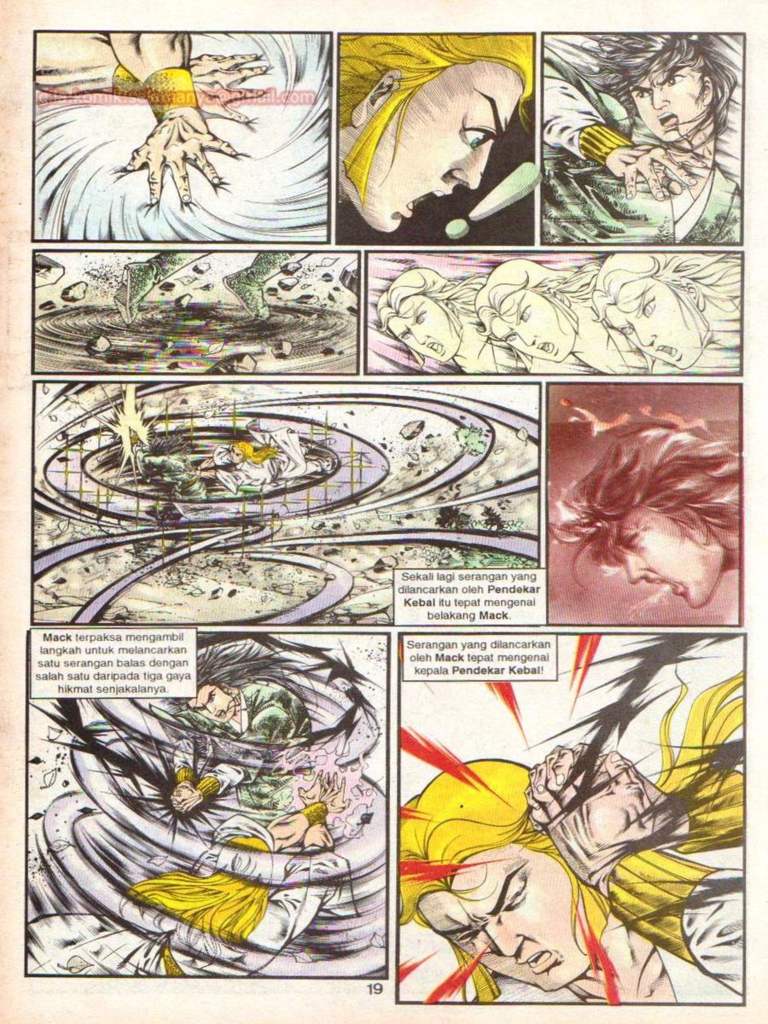 Sekali lagi serangan yang
dilancarkan oleh Pendekar
Kebal itu tepat mengenai
belakang Mack.
Mack terpaksa mengambil
langkah untuk melancarkan
satu serangan balas dengan
salah satu daripada tiga gaya
hikmat senjakalanya.
Serangan yang dilancarkan
oleh Mack tepat mengenai
kepala Pendekar Kebal!
19